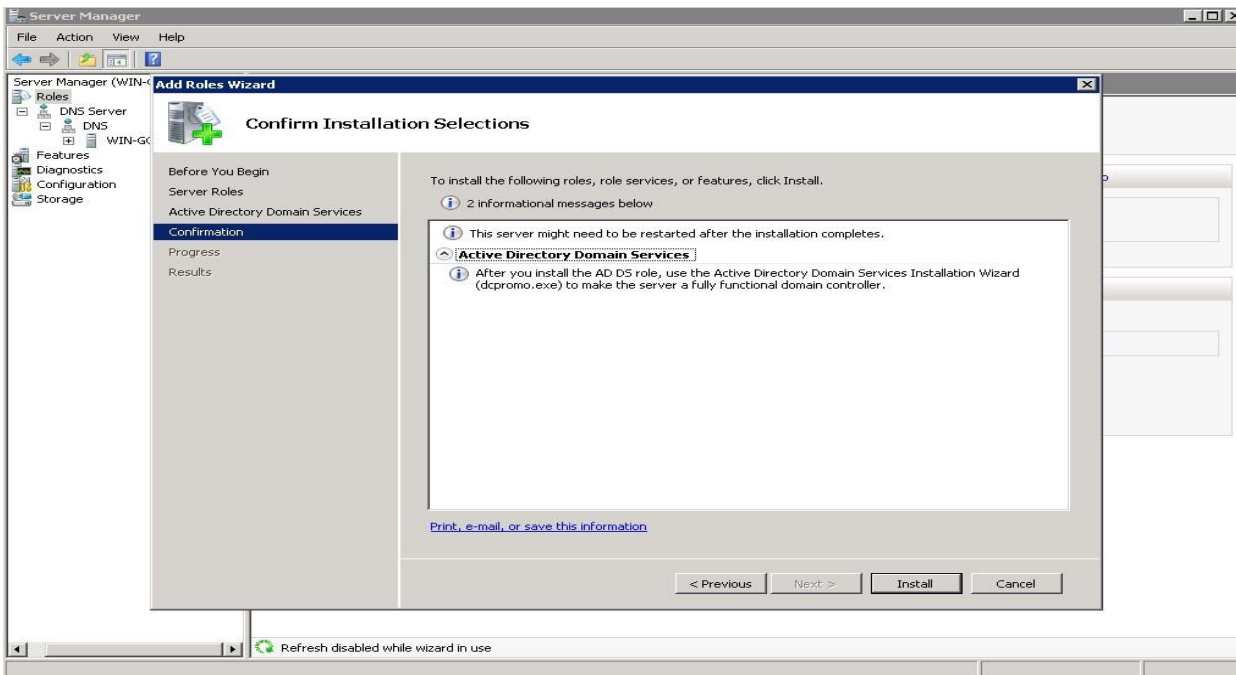 Server Manager
File Action View Help
Server Manager (WIN-
Roles
DNS Server
DNS
WIN-GC
Features
Diagnostics
Configuration
Storage
Add Roles Wizard
Confirm Installation Selections
Before You Begin
Server Roles
Active Directory Domain Services
Confirmation
Progress
Results
To install the following roles, role services, or features, click Install.
2 informational messages below
This server might need to be restarted after the installation completes.
Active Directory Domain Services
After you install the AD DS role, use the Active Directory Domain Services Installation Wizard
(dcpromo.exe) to make the server a fully functional domain controller.
Print, e-mail, or save this information
< Previous Next > Install Cancel
Refresh disabled while wizard in use